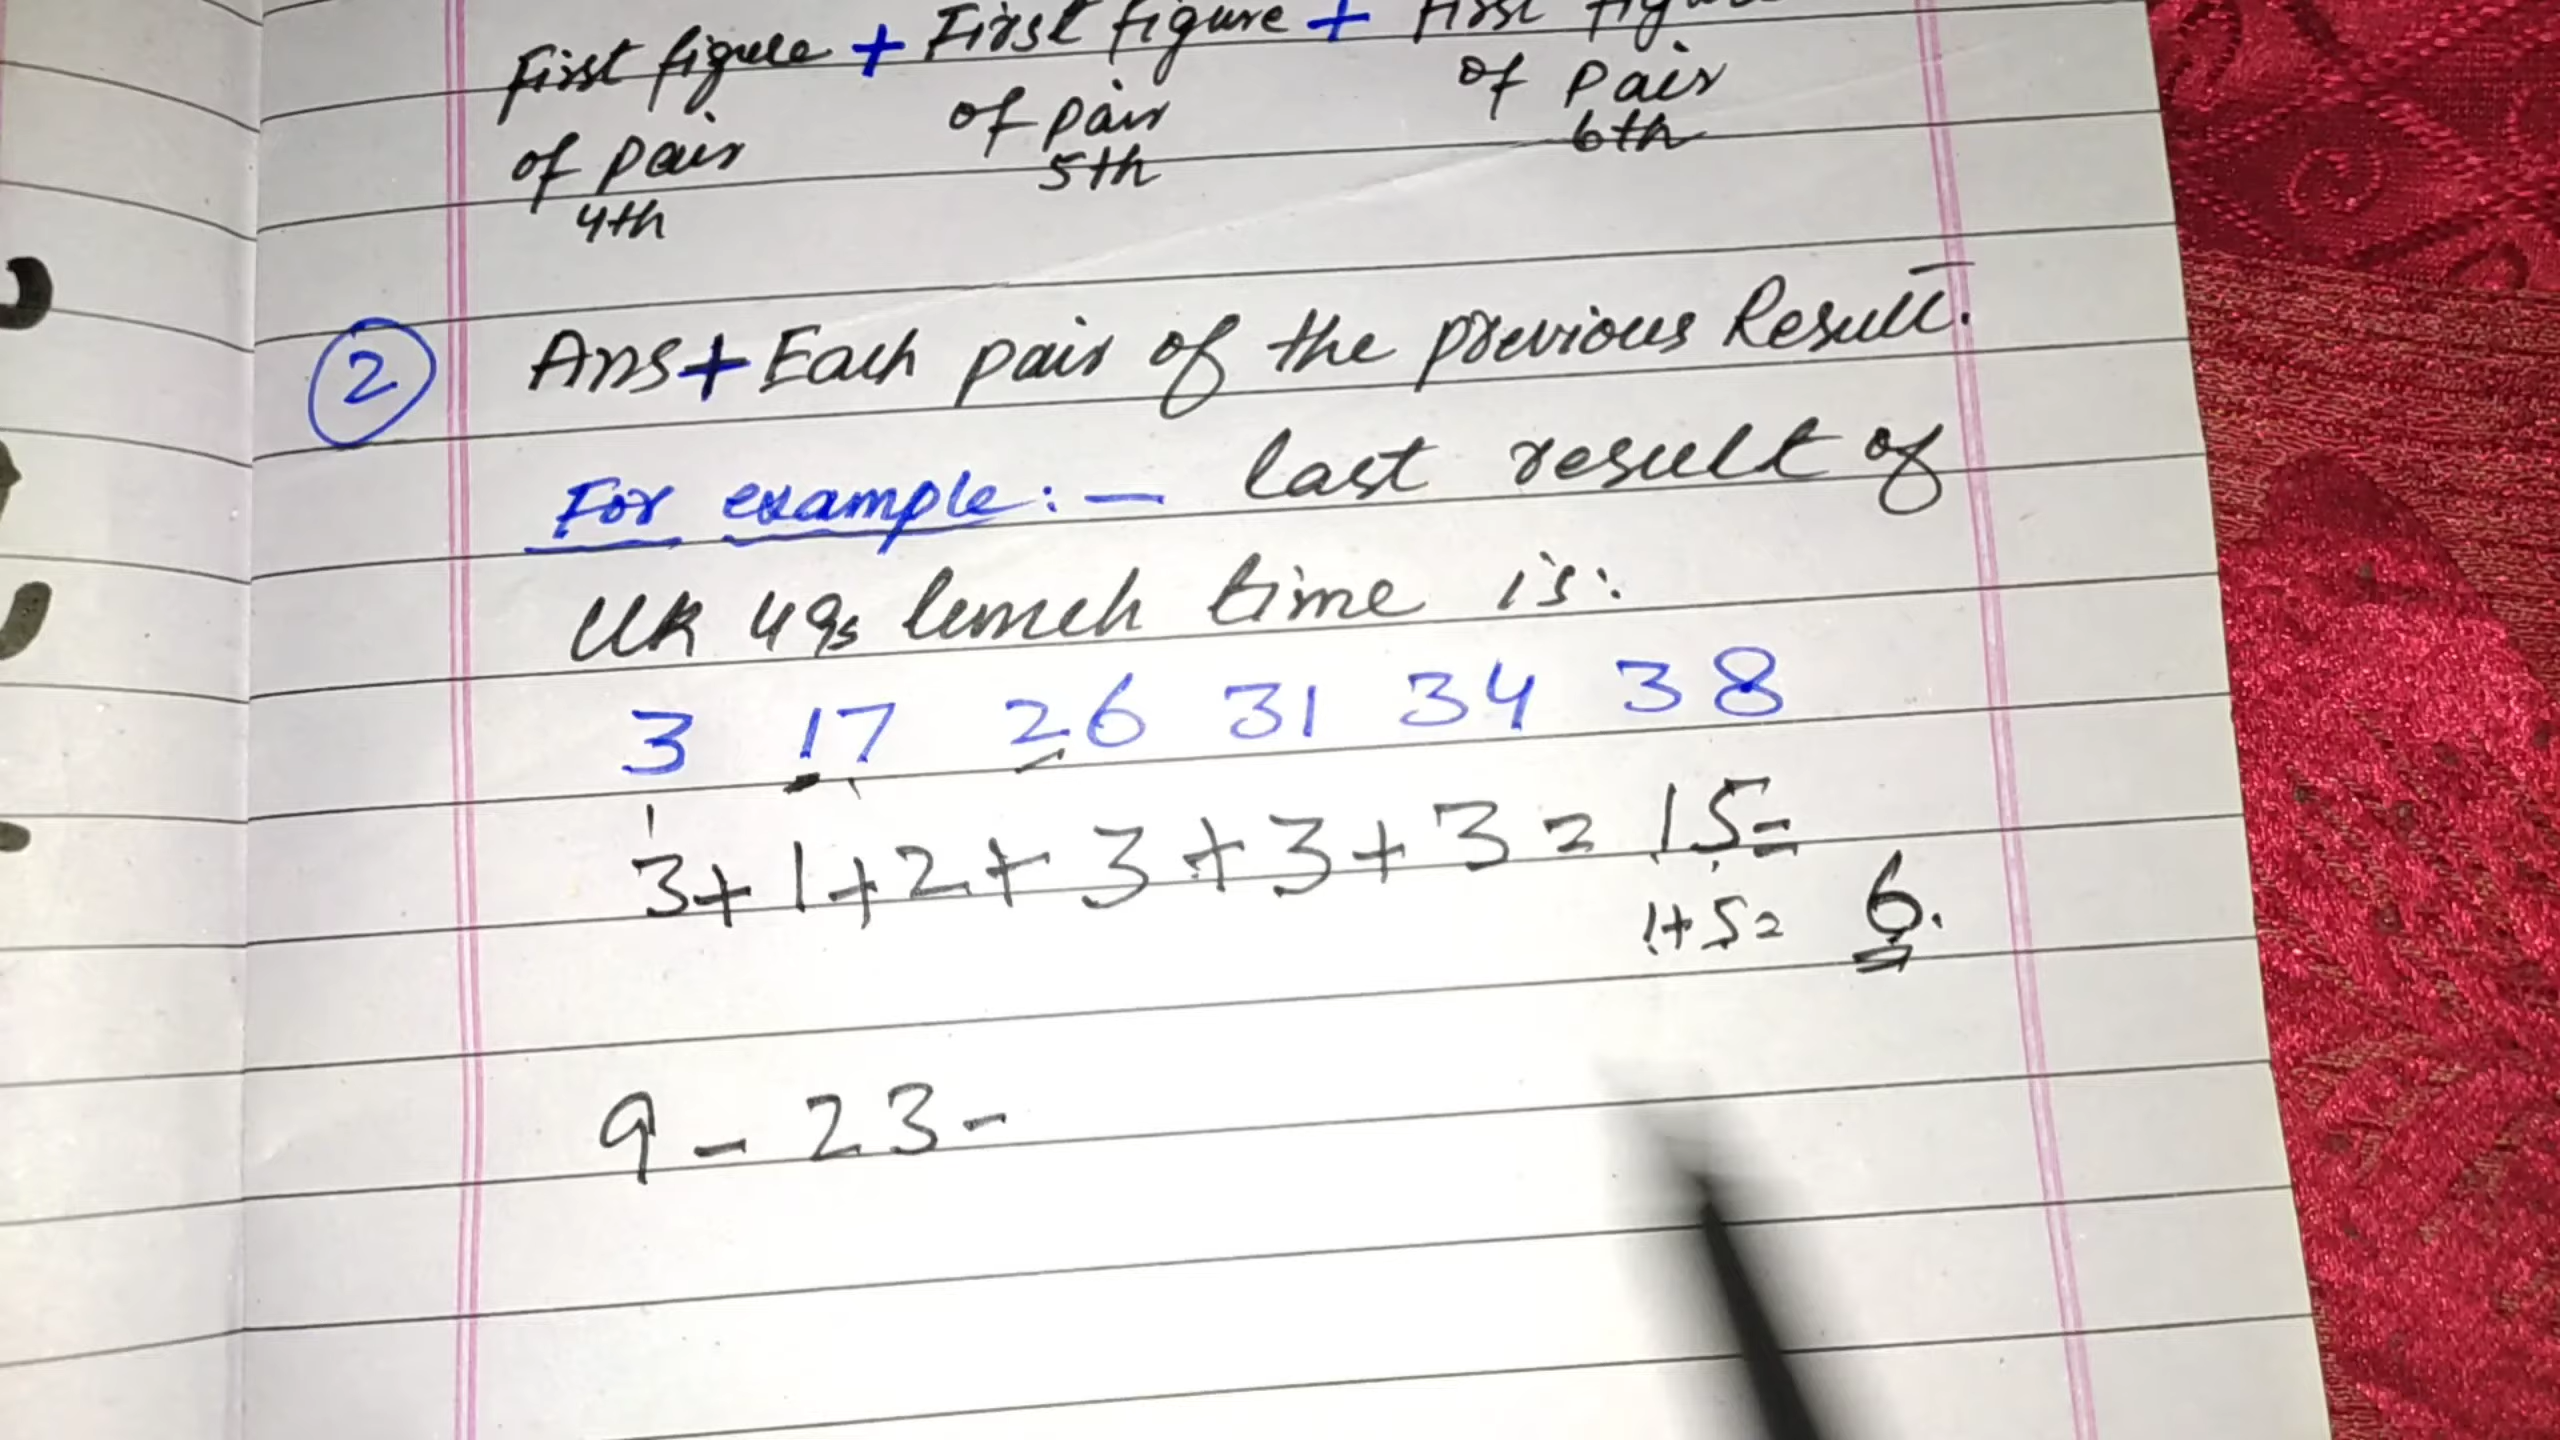 First figure + First figure + First figure
of pair of pair of pair
4th 5th 6th
2 Ans + Each pair of the previous Result.
For example :- last result of
UK 49s lunch time is:
3 17 26 31 34 38
3+1+2+3+3+3= 15=
1+5= 6.
9 - 23 -